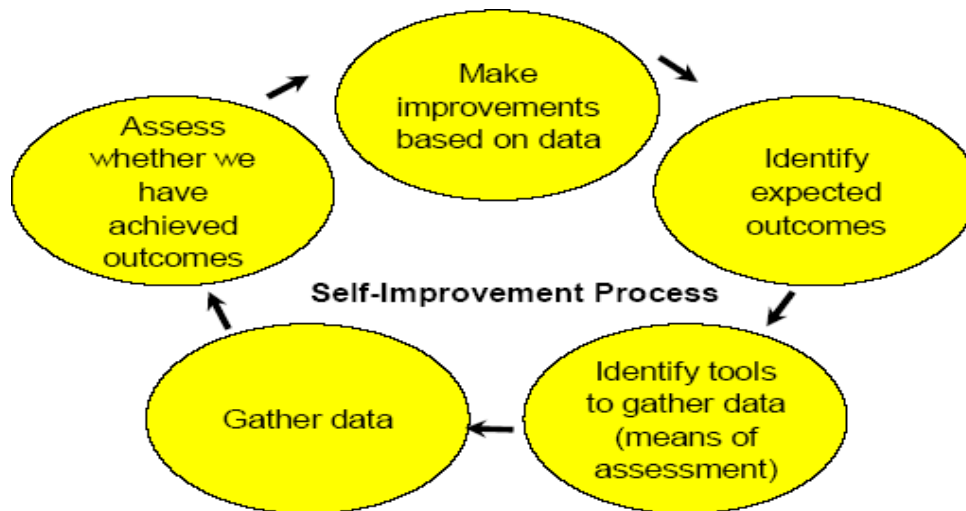 Make
improvements
based on data
Identify
expected
outcomes
Identify tools
to gather data
(means of
assessment)
Gather data
Assess
whether we
have
achieved
outcomes
Self-Improvement Process